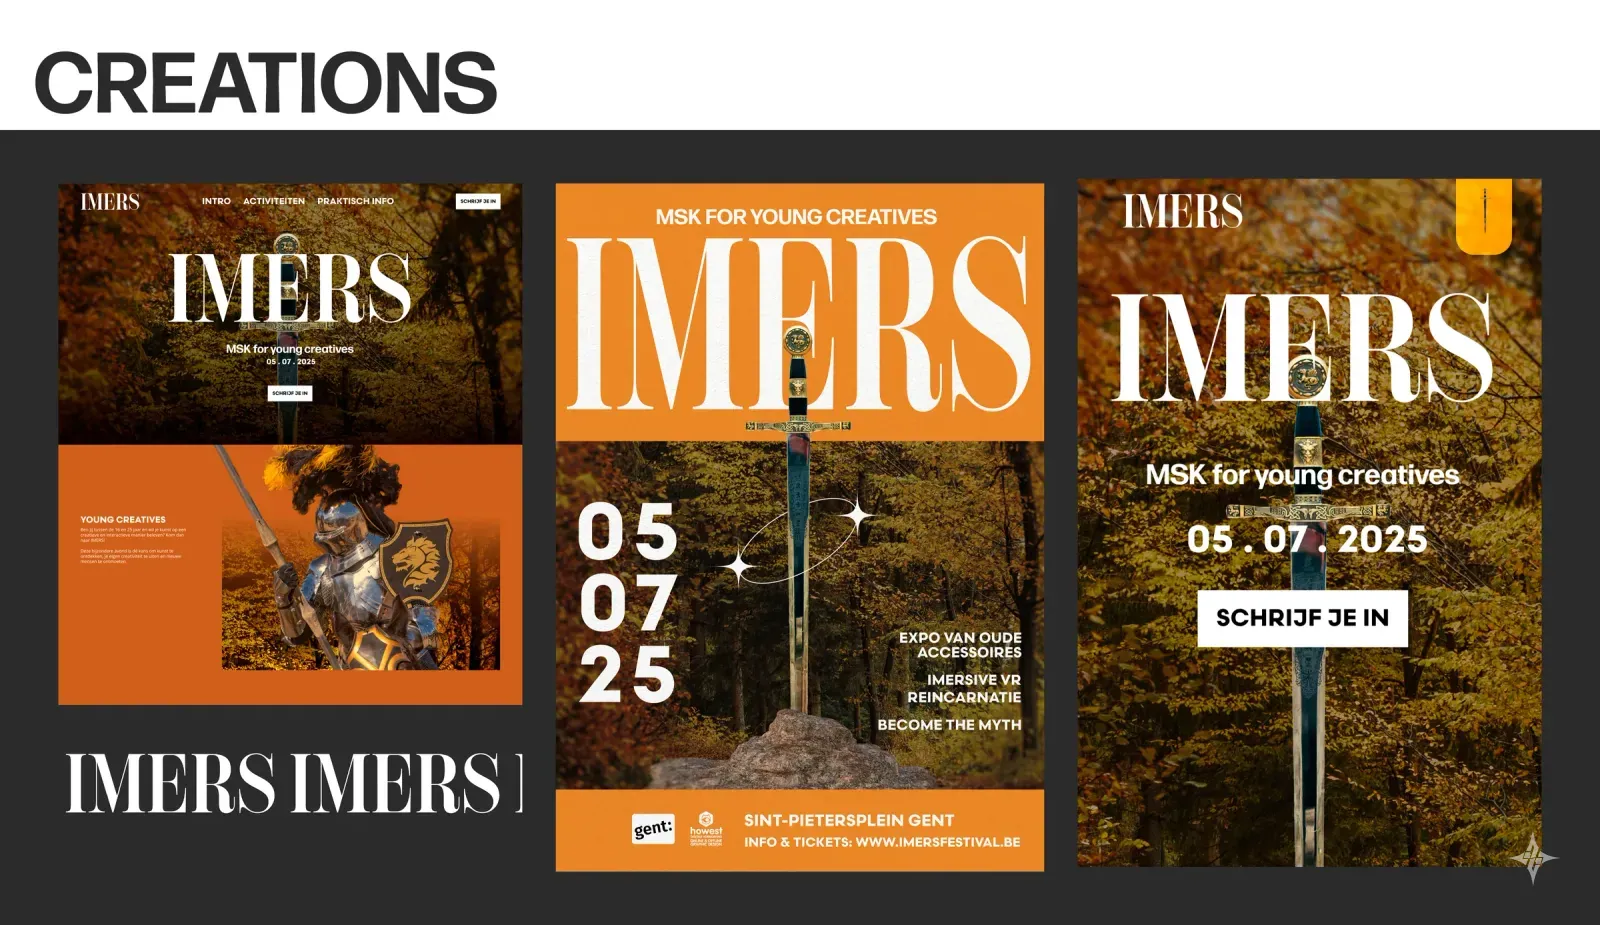 CREATIONS
IMERS
INTRO ACTIVITEITEN PRAKTISCH INFO
SCHRIJF JE IN
IMERS
MSK for young creatives
05 . 07 . 2025
SCHRIJF JE IN
YOUNG CREATIVES
IMERS IMERS
MSK FOR YOUNG CREATIVES
IMERS
05
07
25
EXPO VAN OUDE
ACCESSOIRES
IMERSIVE VR
REINCARNATIE
BECOME THE MYTH
gent:
howest
SINT-PIETERSPLEIN GENT
INFO & TICKETS: WWW.IMERSFESTIVAL.BE
IMERS
IMERS
MSK for young creatives
05 . 07 . 2025
SCHRIJF JE IN